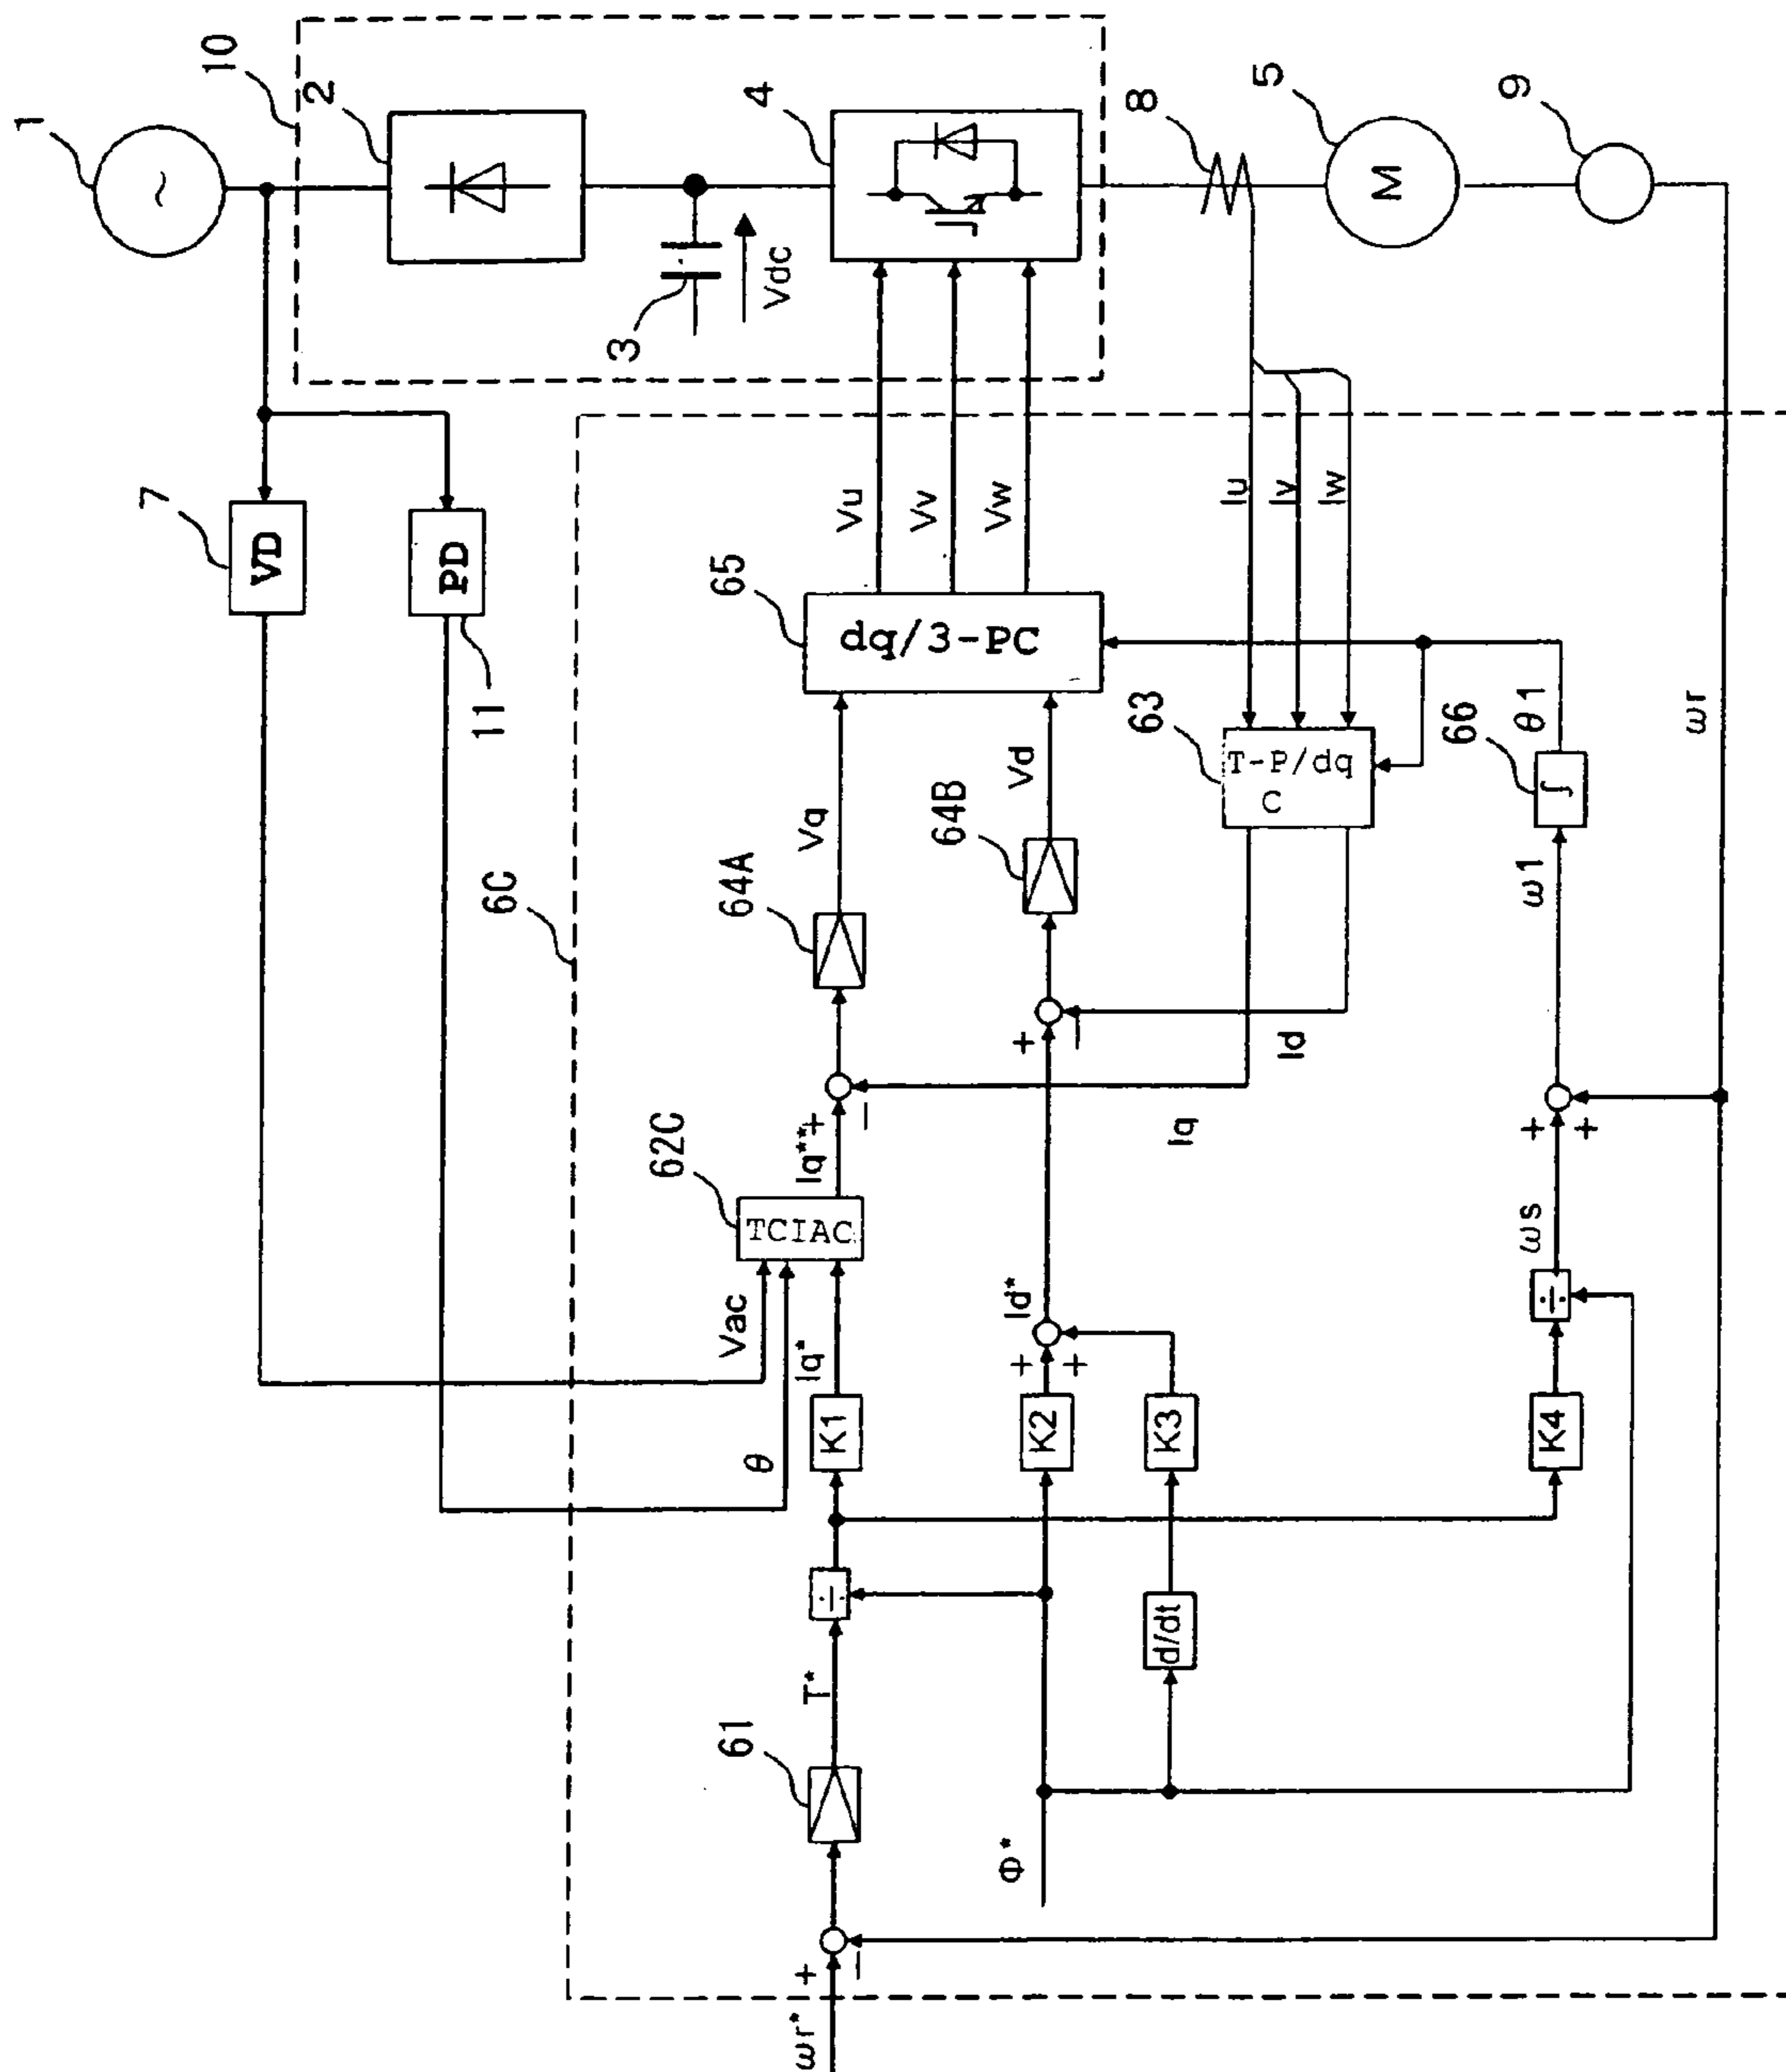 1
10
2
3
Vdc
4
8
5
M
9
7
VD
PD
11
65
dq/3-PC
Vu
Vv
Vw
Iu
Iv
Iw
63
T-P/dq
C
66
∫
θ1
ωr
6C
64A
Vq
64B
Vd
ω1
62C
TCIAC
Iq**
+
−
+
−
Id
Iq
+
+
ωs
÷
Vac
θ
Iq*
Id*
K1
K2
K3
K4
+
+
÷
d/dt
61
T*
Φ*
ωr*
+
−